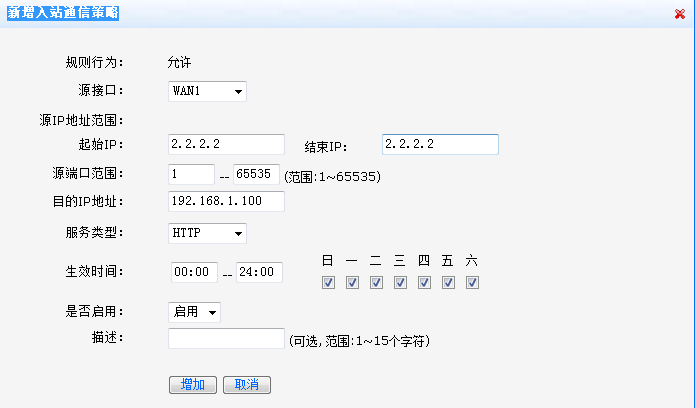 新增入站通信策略
规则行为： 允许
源接口： WAN1
源IP地址范围：
起始IP： 2.2.2.2 结束IP： 2.2.2.2
源端口范围： 1 -- 65535 (范围:1~65535)
目的IP地址： 192.168.1.100
服务类型： HTTP
日 一 二 三 四 五 六
生效时间： 00:00 -- 24:00
是否启用： 启用
描述： (可选,范围:1~15个字符)
增加 取消